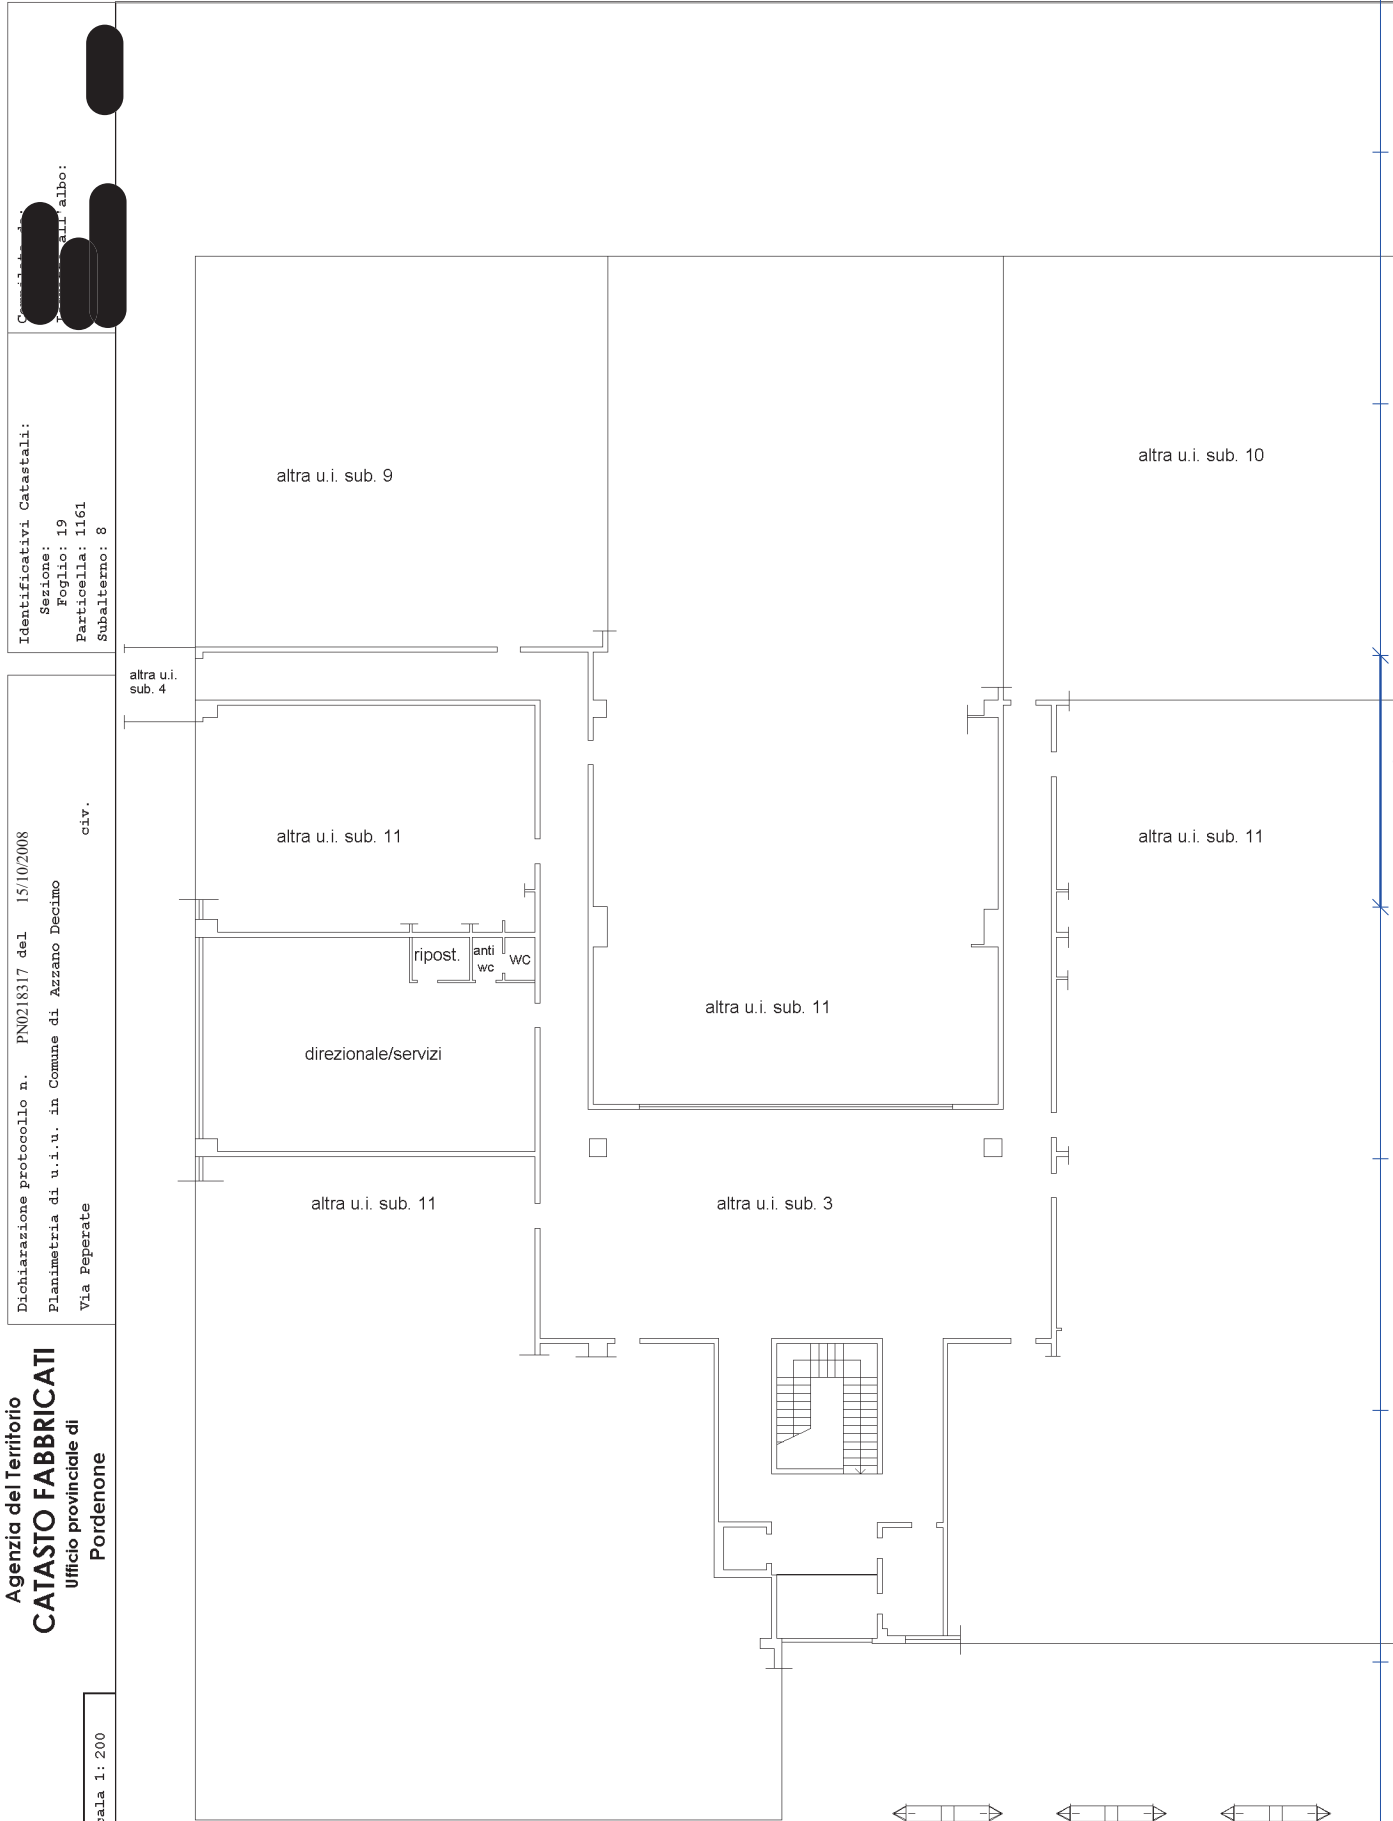 Agenzia del Territorio
CATASTO FABBRICATI
Ufficio provinciale di
Pordenone
Dichiarazione protocollo n. PN0218317 del 15/10/2008
Planimetria di u.i.u. in Comune di Azzano Decimo
Via Peperate civ.
Identificativi Catastali:
Sezione:
Foglio: 19
Particella: 1161
Subalterno: 8
all'albo:
1: 200
altra u.i. sub. 9
altra u.i. sub. 10
altra u.i.
sub. 4
altra u.i. sub. 11
altra u.i. sub. 11
ripost.
anti
wc
wc
altra u.i. sub. 11
direzionale/servizi
altra u.i. sub. 11
altra u.i. sub. 3